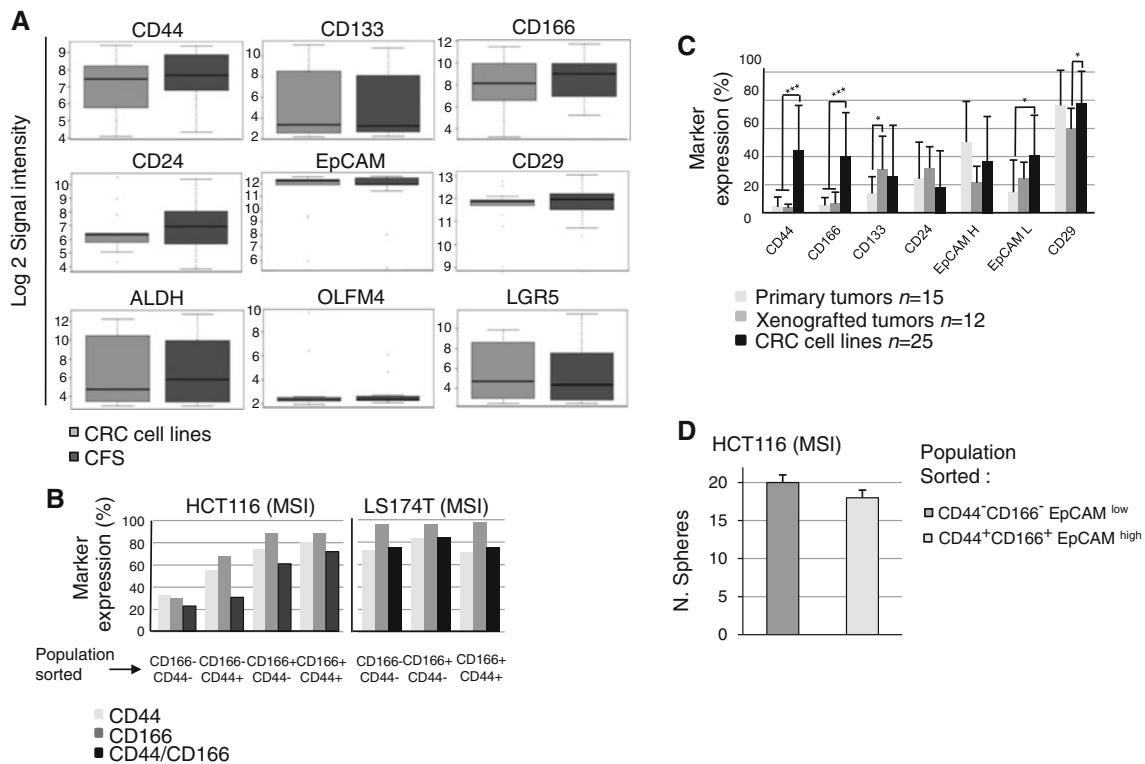 A
CD44
CD133
CD166
9
8
7
6
5
4
10
8
6
4
2
12
10
8
6
4
CD24
EpCAM
CD29
10
9
8
7
6
5
4
12
11
10
9
8
7
6
13
12
11
10
9
ALDH
OLFM4
LGR5
12
10
8
6
4
10
8
6
4
2
10
8
6
4
Log 2 Signal intensity
CRC cell lines
CFS
B
HCT116 (MSI)
LS174T (MSI)
Marker
expression (%)
100
80
60
40
20
0
Population
sorted
CD166- CD166- CD166+ CD166+
CD44- CD44+ CD44- CD44+
CD166- CD166+ CD166+
CD44- CD44- CD44+
CD44
CD166
CD44/CD166
C
Marker
expression (%)
100
80
60
40
20
0
***
***
*
*
*
CD44
CD166
CD133
CD24
EpCAM H
EpCAM L
CD29
Primary tumors n=15
Xenografted tumors n=12
CRC cell lines n=25
D
HCT116 (MSI)
N. Spheres
20
15
10
5
0
Population
Sorted :
CD44-CD166- EpCAM low
CD44+CD166+ EpCAM high